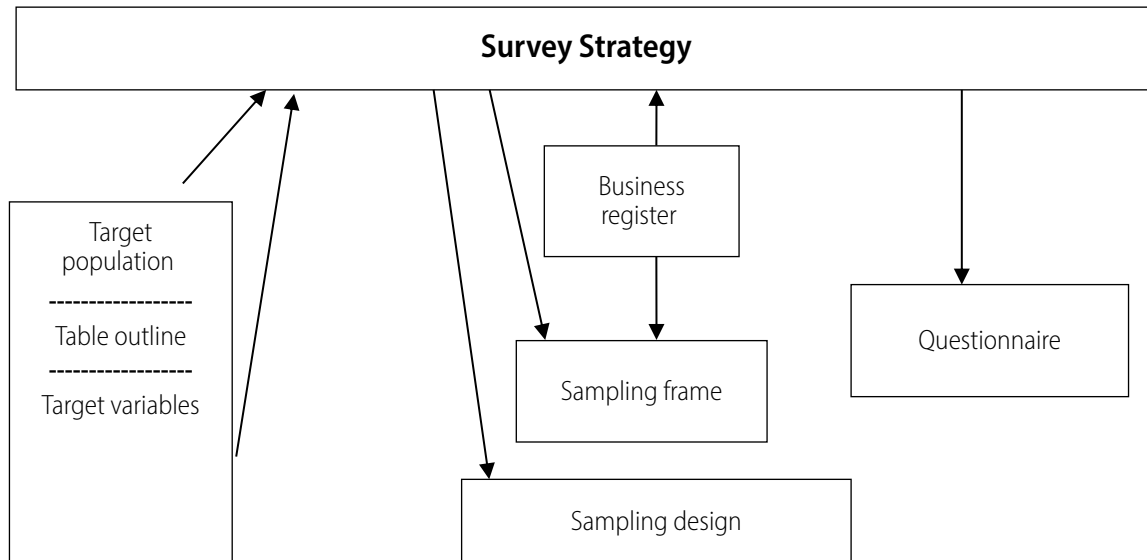 Survey Strategy
Target
population
------------------
Table outline
------------------
Target variables
Business
register
Sampling frame
Questionnaire
Sampling design